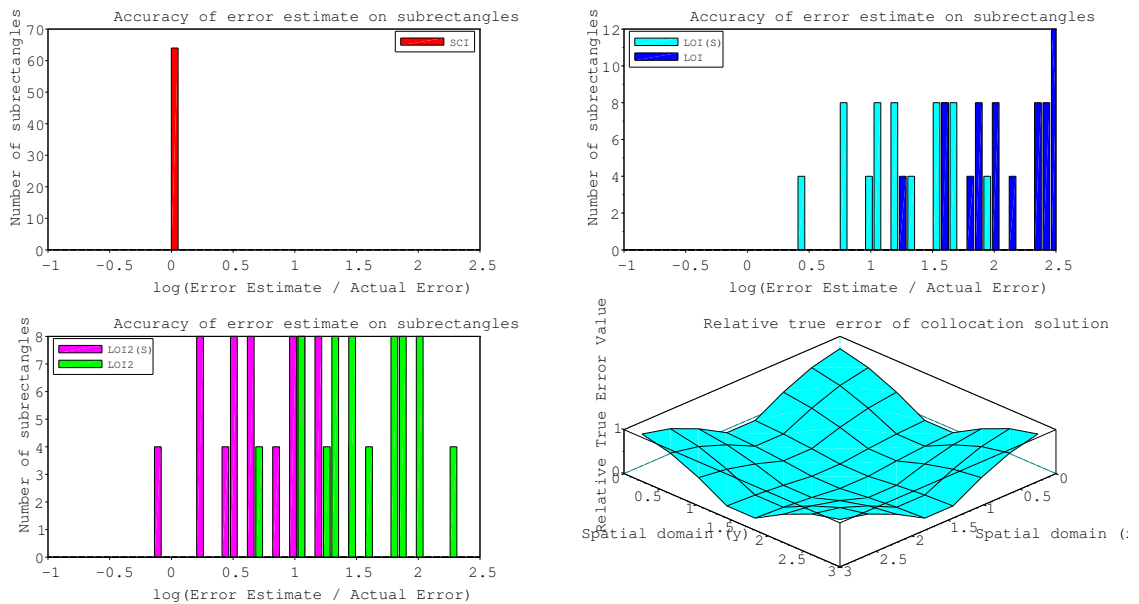 Accuracy of error estimate on subrectangles
Number of subrectangles
70
60
50
40
30
20
10
0
SCI
−1 −0.5 0 0.5 1 1.5 2 2.5
log(Error Estimate / Actual Error)
Accuracy of error estimate on subrectangles
Number of subrectangles
12
10
8
6
4
2
0
LOI(S)
LOI
−1 −0.5 0 0.5 1 1.5 2 2.5
log(Error Estimate / Actual Error)
Accuracy of error estimate on subrectangles
Number of subrectangles
8
7
6
5
4
3
2
1
0
LOI2(S)
LOI2
−1 −0.5 0 0.5 1 1.5 2 2.5
log(Error Estimate / Actual Error)
Relative true error of collocation solution
Relative True Error Value
1
0
0.5
1
1.5
2
2.5
3
Spatial domain (y)
0
0.5
1
1.5
2
2.5
3
Spatial domain